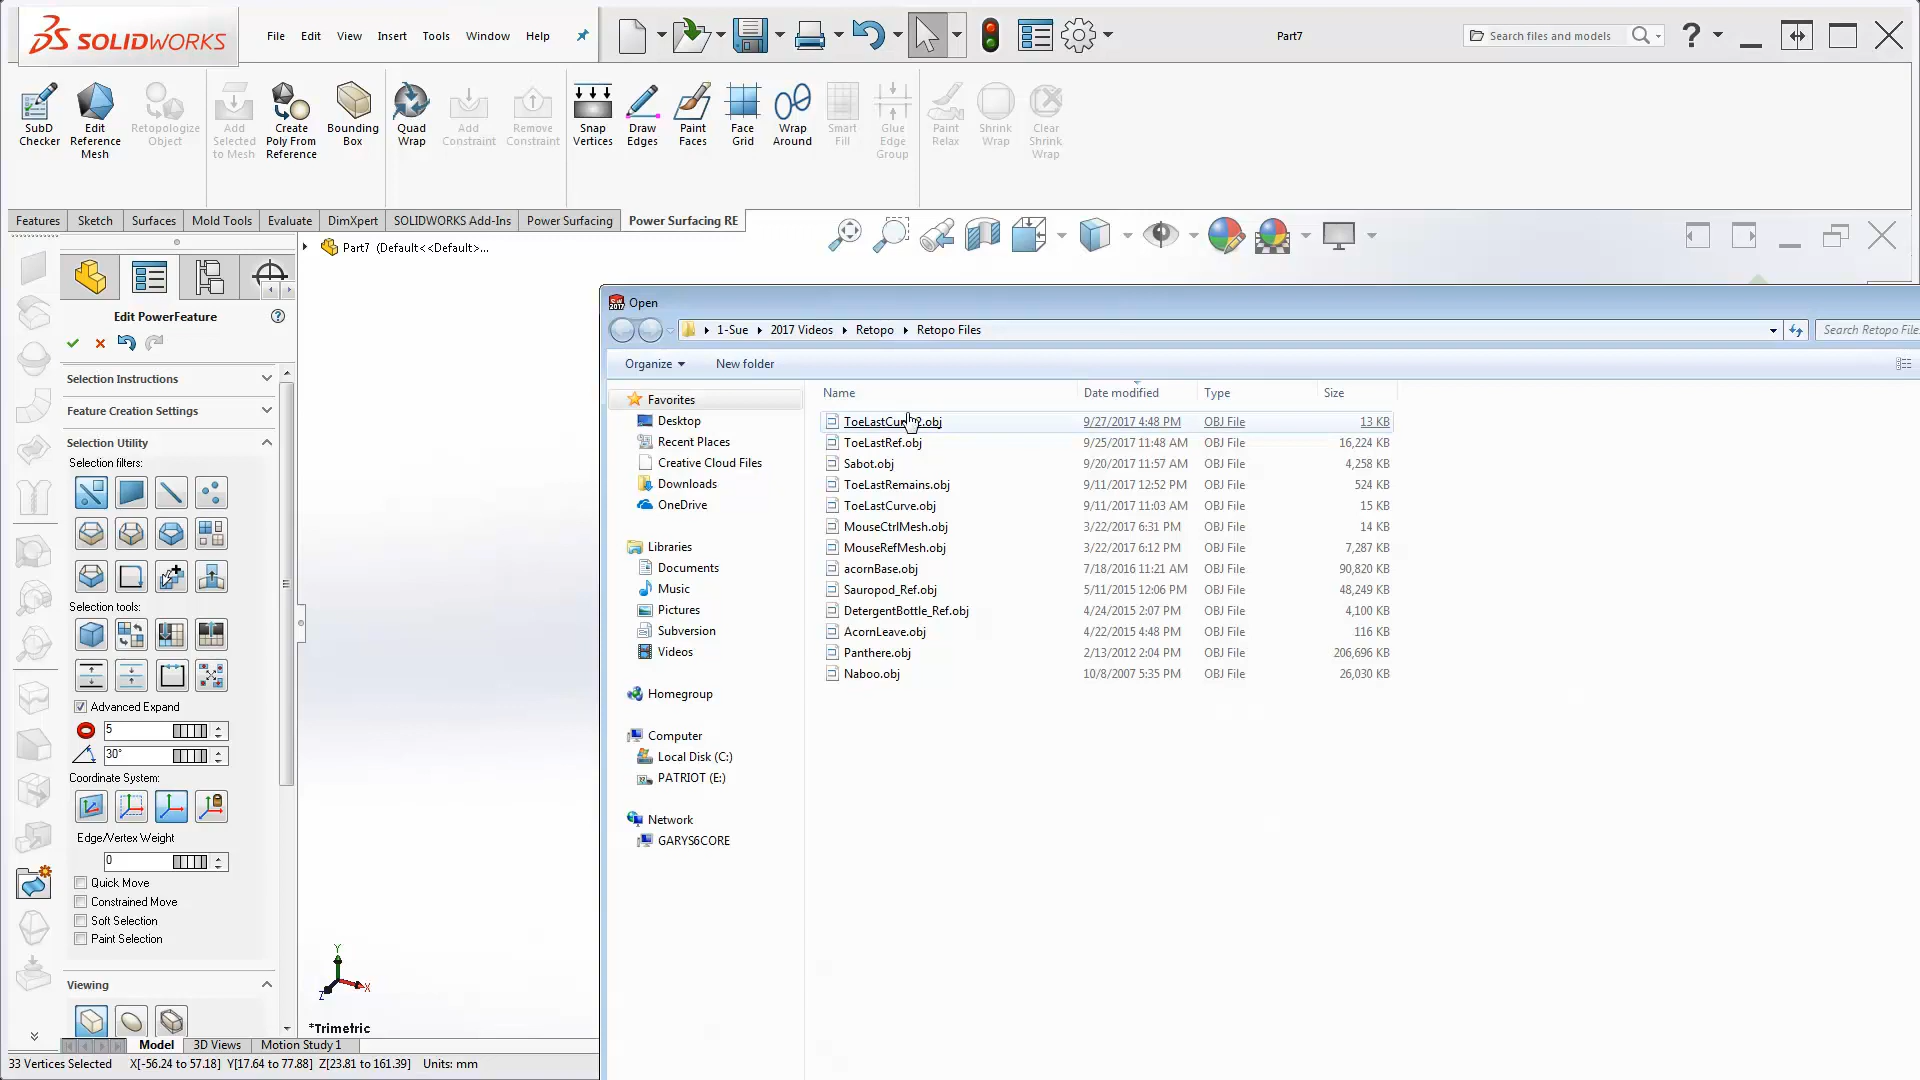 SOLIDWORKS File Edit View Insert Tools Window Help Part7 Search files and models
SubD Checker
Edit Reference Mesh
Retopologize Object
Add Selected to Mesh
Create Poly From Reference
Bounding Box
Quad Wrap
Add Constraint
Remove Constraint
Snap Vertices
Draw Edges
Paint Faces
Face Grid
Wrap Around
Smart Fill
Glue Edge Group
Paint Relax
Shrink Wrap
Clear Shrink Wrap
Features Sketch Surfaces Mold Tools Evaluate DimXpert SOLIDWORKS Add-Ins Power Surfacing Power Surfacing RE
Part7 (Default<<Default>...
Edit PowerFeature
Selection Instructions
Feature Creation Settings
Selection Utility
Selection filters:
Selection tools:
Advanced Expand
5
30°
Coordinate System:
Edge/Vertex Weight
0
Quick Move
Constrained Move
Soft Selection
Paint Selection
Viewing
Y
X
Z
*Trimetric
Model 3D Views Motion Study 1
33 Vertices Selected X[-56.24 to 57.18] Y[17.64 to 77.88] Z[23.81 to 161.39] Units: mm
Open
1-Sue 2017 Videos Retopo Retopo Files Search Retopo File
Organize New folder
Favorites
Desktop
Recent Places
Creative Cloud Files
Downloads
OneDrive
Libraries
Documents
Music
Pictures
Subversion
Videos
Homegroup
Computer
Local Disk (C:)
PATRIOT (E:)
Network
GARYS6CORE
Name Date modified Type Size
9/27/2017 4:48 PM OBJ File 13 KB
ToeLastRef.obj 9/25/2017 11:48 AM OBJ File 16,224 KB
Sabot.obj 9/20/2017 11:57 AM OBJ File 4,258 KB
ToeLastRemains.obj 9/11/2017 12:52 PM OBJ File 524 KB
ToeLastCurve.obj 9/11/2017 11:03 AM OBJ File 15 KB
MouseCtrlMesh.obj 3/22/2017 6:31 PM OBJ File 14 KB
MouseRefMesh.obj 3/22/2017 6:12 PM OBJ File 7,287 KB
acornBase.obj 7/18/2016 11:21 AM OBJ File 90,820 KB
Sauropod_Ref.obj 5/11/2015 12:06 PM OBJ File 48,249 KB
DetergentBottle_Ref.obj 4/24/2015 2:07 PM OBJ File 4,100 KB
AcornLeave.obj 4/22/2015 4:48 PM OBJ File 116 KB
Panthere.obj 2/13/2012 2:04 PM OBJ File 206,696 KB
Naboo.obj 10/8/2007 5:35 PM OBJ File 26,030 KB